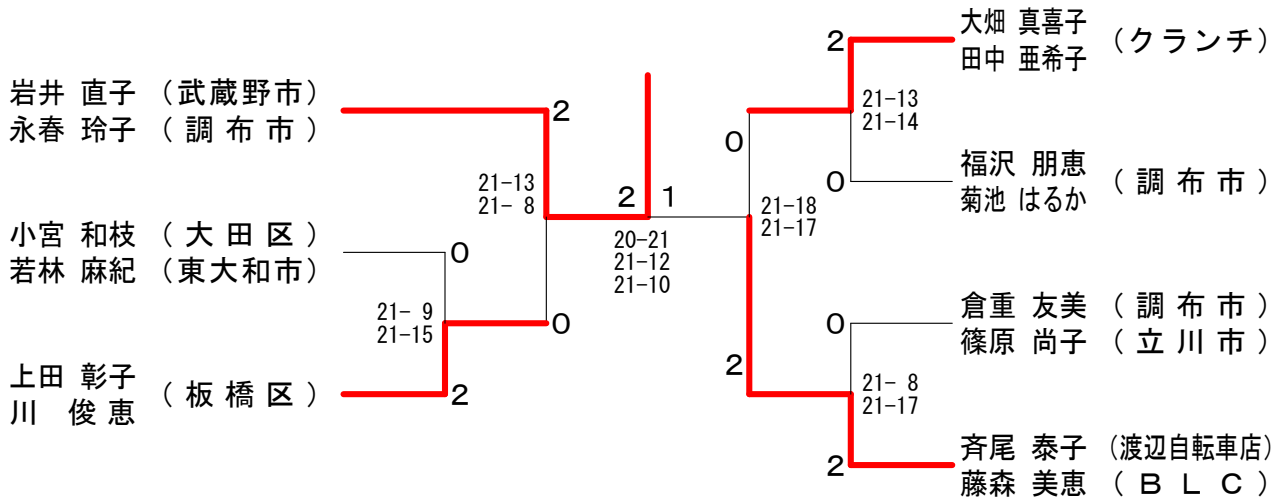 岩井 直子 (武蔵野市)
永春 玲子 (調布市)
小宮 和枝 (大田区)
若林 麻紀 (東大和市)
上田 彰子
川 俊恵
(板橋区)
2
21-13
21- 8
0
21- 9
21-15
0
2
2
1
20-21
21-12
21-10
大畑 真喜子
田中 亜希子
(クランチ)
2
21-13
21-14
0
0
福沢 朋恵
菊池 はるか
(調布市)
21-18
21-17
倉重 友美 (調布市)
篠原 尚子 (立川市)
0
2
21- 8
21-17
2
斉尾 泰子 (渡辺自転車店)
藤森 美恵 (BLC)